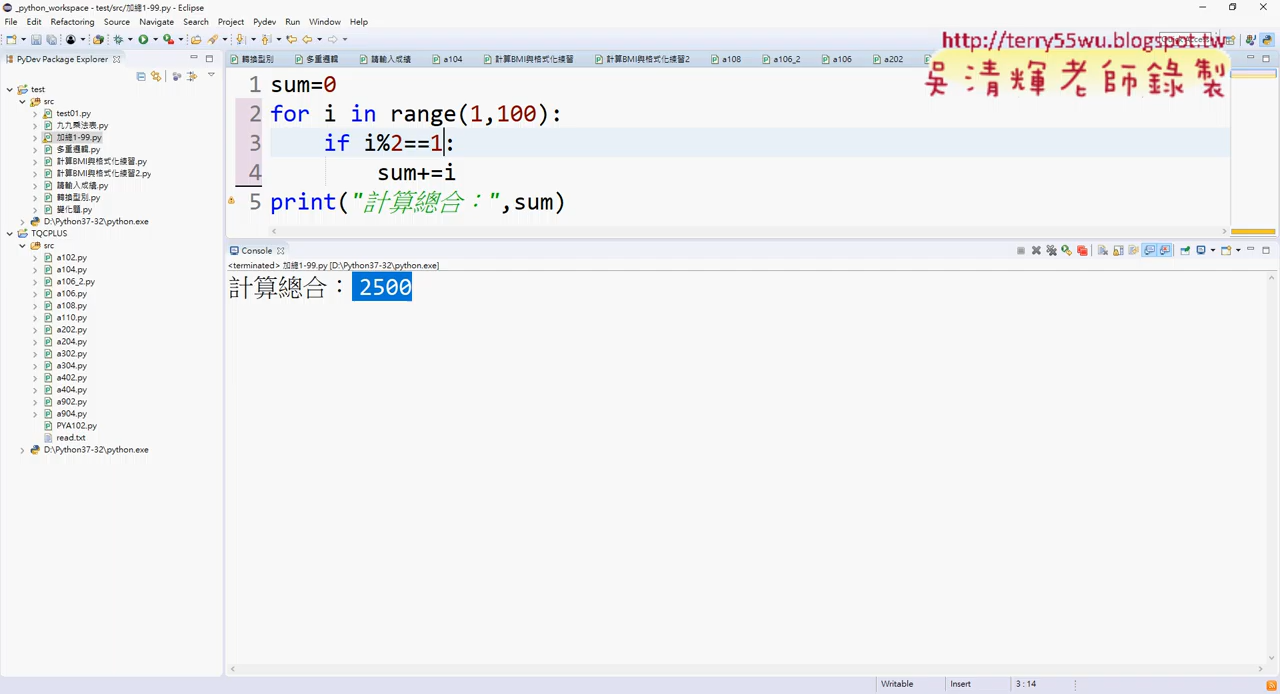 _python_workspace - test/src/加總1-99.py - Eclipse
File Edit Refactoring Source Navigate Search Project Pydev Run Window Help
http://terry55wu.blogspot.tw
吳清輝老師錄製
PyDev Package Explorer
轉換型別 多重邏輯 請輸入成績 a104 計算BMI與格式化練習 計算BMI與格式化練習2 a108 a106_2 a106 a202
test
src
test01.py
九九乘法表.py
加總1-99.py
多重邏輯.py
計算BMI與格式化練習.py
計算BMI與格式化練習2.py
請輸入成績.py
轉換型別.py
變化題.py
D:\Python37-32\python.exe
TQCPLUS
src
a102.py
a104.py
a106_2.py
a106.py
a108.py
a110.py
a202.py
a204.py
a302.py
a304.py
a402.py
a404.py
a902.py
a904.py
PYA102.py
read.txt
D:\Python37-32\python.exe
1 sum=0
2 for i in range(1,100):
3 if i%2==1:
4 sum+=i
5 print("計算總合：",sum)
Console
<terminated> 加總1-99.py [D:\Python37-32\python.exe]
計算總合： 2500
Writable Insert 3 : 14